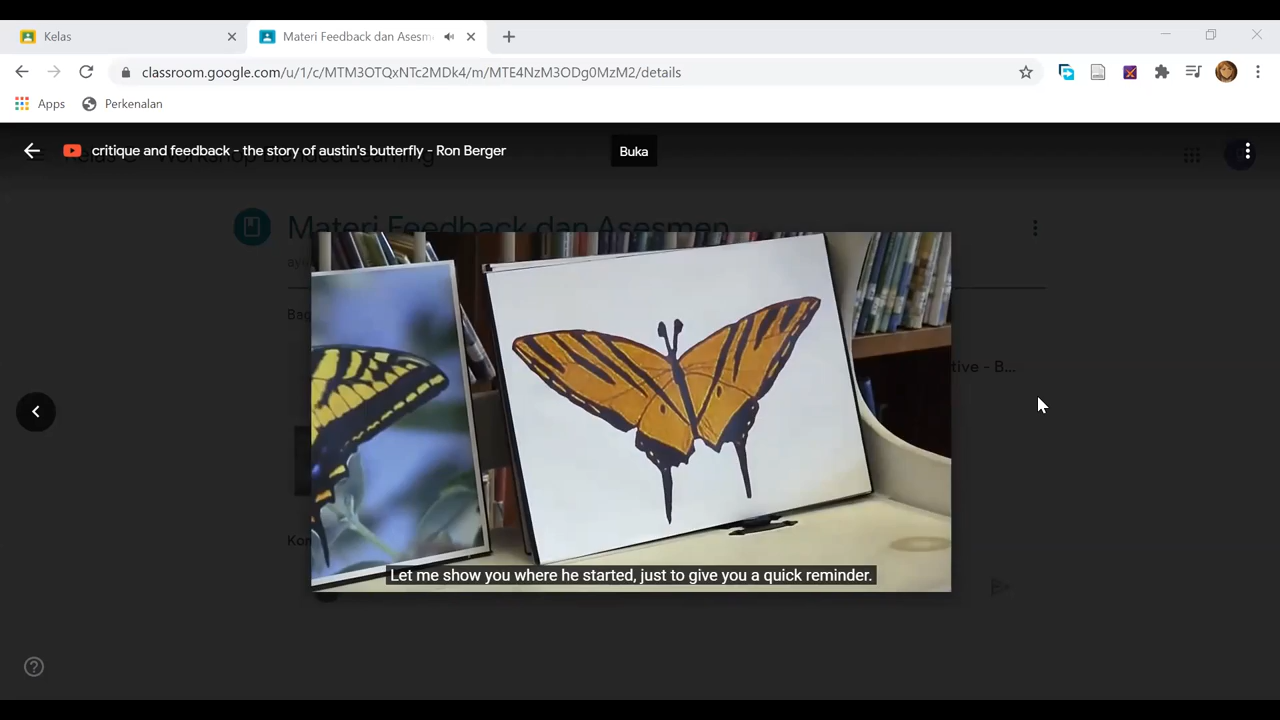 Kelas
Materi Feedback dan Asesm
classroom.google.com/u/1/c/MTM3OTQxNTc2MDk4/m/MTE4NzM3ODg0MzM2/details
Apps
Perkenalan
critique and feedback - the story of austin's butterfly - Ron Berger
Buka
Materi Feedback dan Asesmen
tive - B...
Let me show you where he started, just to give you a quick reminder.